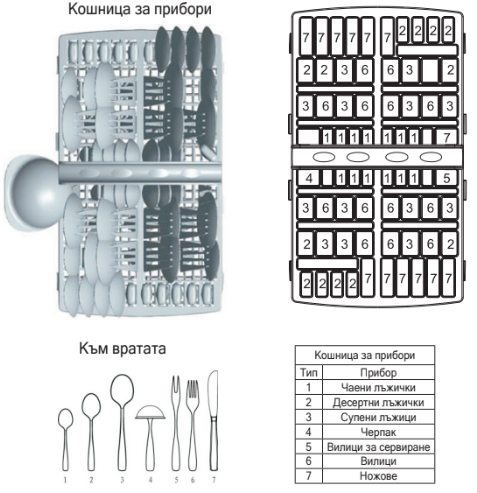 Кошница за прибори
7 7 7 7 7 7 2 2 2 2
2 2 3 6 6 3 2
3 6 3 6 6 3 6 3
1 1 1 1 1 1 1 1 7
4 1 1 1 1 1 1 5
3 6 3 6 6 3 6 3
2 3 3 6 6 3 2 2
2 2 2 2 7 7 7 7 7 7
Към вратата
1 2 3 4 5 6 7
Кошница за прибори
Тип Прибор
1 Чаени лъжички
2 Десертни лъжички
3 Супени лъжици
4 Черпак
5 Вилици за сервиране
6 Вилици
7 Ножове